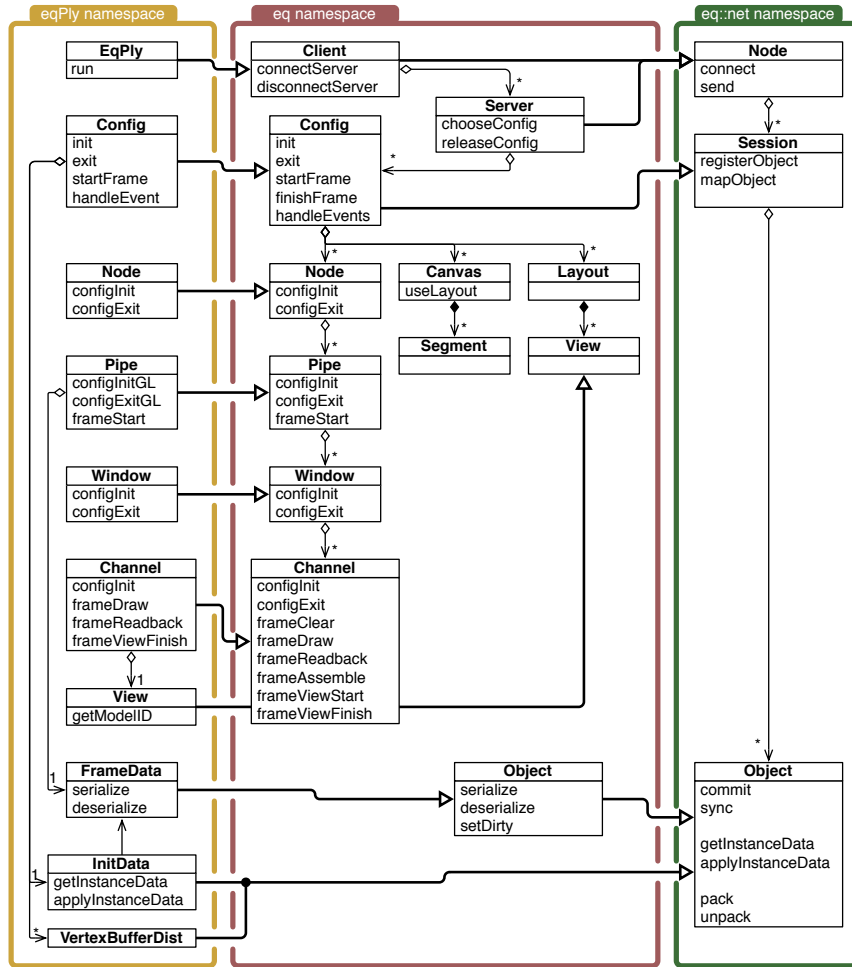 eqPly namespace
eq namespace
eq::net namespace
EqPly
run
Client
connectServer
disconnectServer
*
Node
connect
send
*
Server
chooseConfig
releaseConfig
*
Config
init
exit
startFrame
handleEvent
Config
init
exit
startFrame
finishFrame
handleEvents
Session
registerObject
mapObject
*
*
*
Node
configInit
configExit
Node
configInit
configExit
Canvas
useLayout
Layout
*
*
*
Segment
View
Pipe
configInitGL
configExitGL
frameStart
Pipe
configInit
configExit
frameStart
*
Window
configInit
configExit
Window
configInit
configExit
*
Channel
configInit
frameDraw
frameReadback
frameViewFinish
Channel
configInit
configExit
frameClear
frameDraw
frameReadback
frameAssemble
frameViewStart
frameViewFinish
1
View
getModelID
*
1
FrameData
serialize
deserialize
Object
serialize
deserialize
setDirty
Object
commit
sync
getInstanceData
applyInstanceData
pack
unpack
1
InitData
getInstanceData
applyInstanceData
*
VertexBufferDist